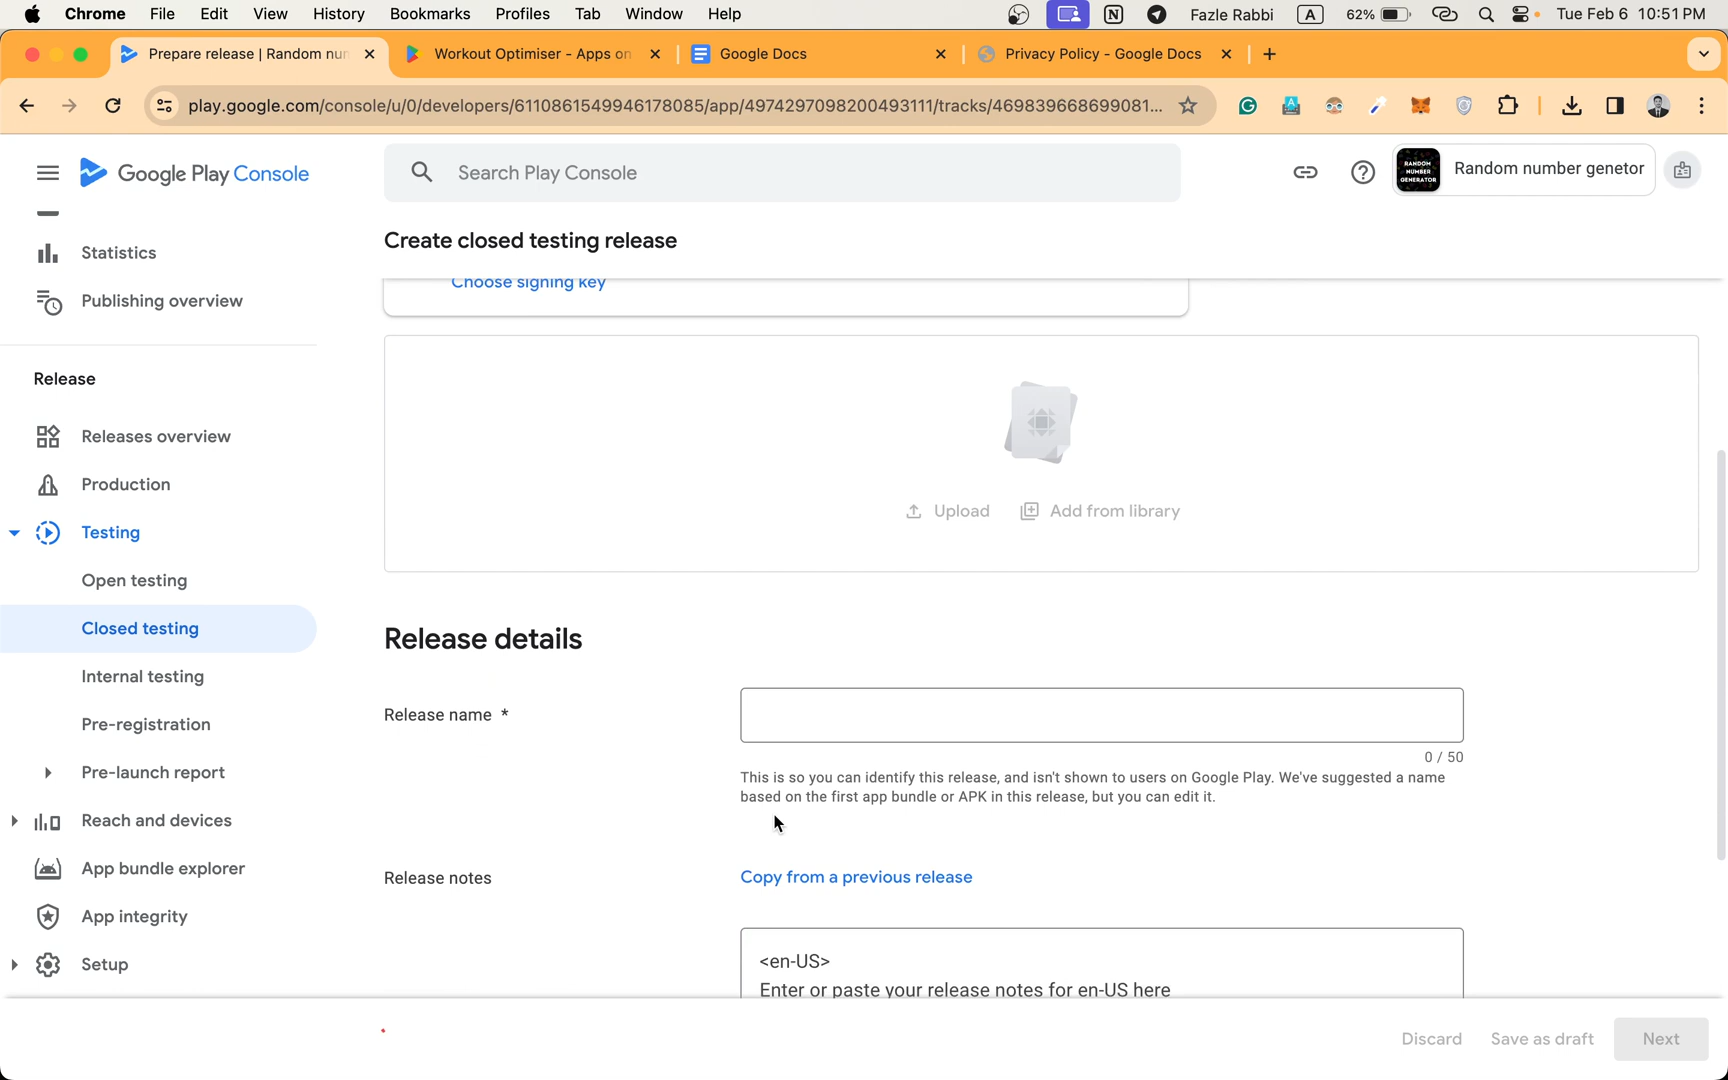 Chrome File Edit View History Bookmarks Profiles Tab Window Help N Fazle Rabbi A 62% Tue Feb 6 10:51 PM
Prepare release | Random nun Workout Optimiser - Apps on Google Docs Privacy Policy - Google Docs
play.google.com/console/u/0/developers/6110861549946178085/app/4974297098200493111/tracks/469839668699081...
Google Play Console
Search Play Console
RANDOM NUMBER GENERATOR
Random number genetor
Create closed testing release
Statistics
Publishing overview
Release
Releases overview
Production
Testing
Open testing
Closed testing
Internal testing
Pre-registration
Pre-launch report
Reach and devices
App bundle explorer
App integrity
Setup
Choose signing key
Upload Add from library
Release details
Release name *
0 / 50
This is so you can identify this release, and isn't shown to users on Google Play. We've suggested a name
based on the first app bundle or APK in this release, but you can edit it.
Release notes
Copy from a previous release
<en-US>
Enter or paste your release notes for en-US here
Discard Save as draft Next